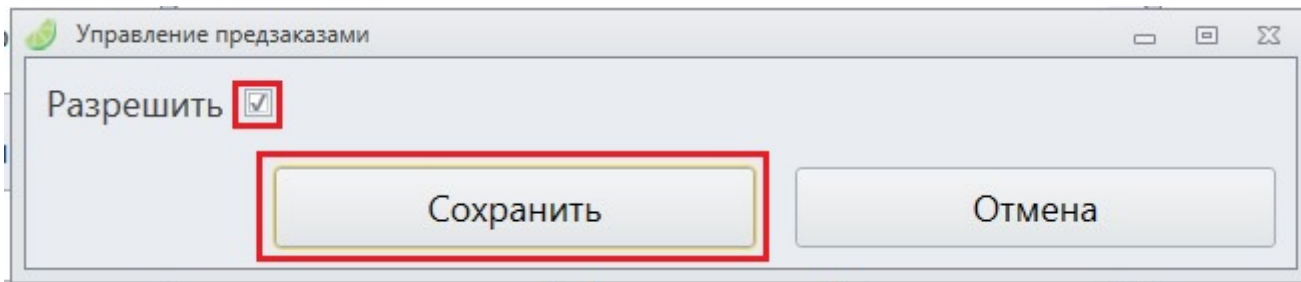 Управление предзаказами
Разрешить
Сохранить
Отмена